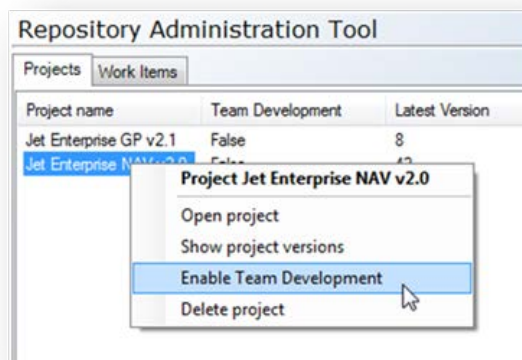 Repository Administration Tool
Projects Work Items
Project name Team Development Latest Version
Jet Enterprise GP v2.1 False 8
Jet Enterprise
Project Jet Enterprise NAV v2.0
Open project
Show project versions
Enable Team Development
Delete project